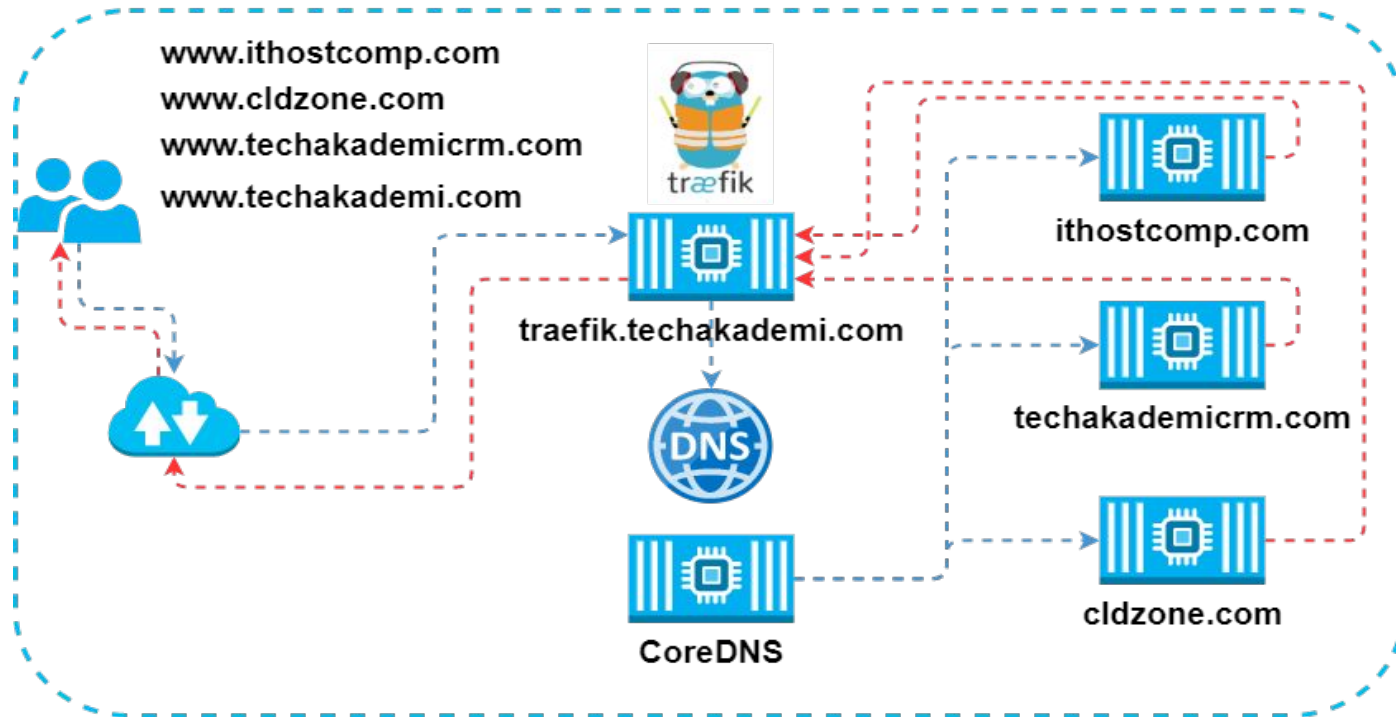 www.ithostcomp.com
www.cldzone.com
www.techakademicrm.com
www.techakademi.com
træfik
traefik.techakademi.com
DNS
CoreDNS
ithostcomp.com
techakademicrm.com
cldzone.com